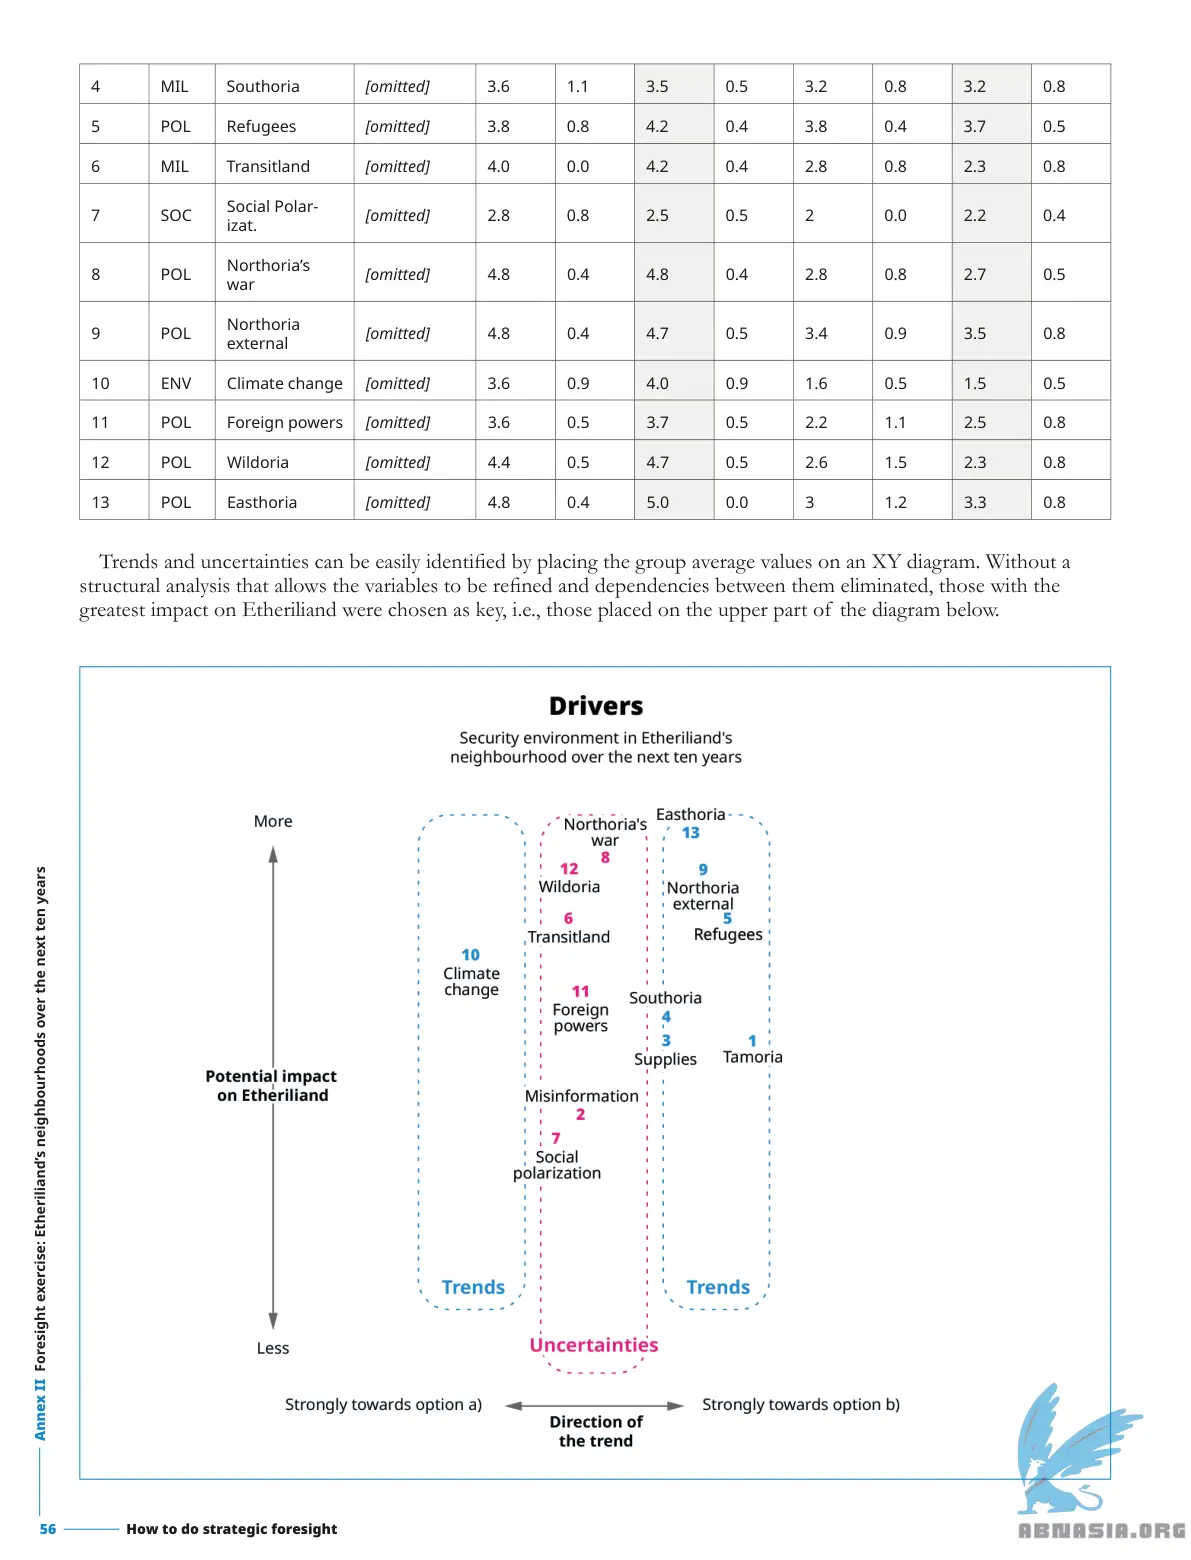 4 MIL Southoria [omitted] 3.6 1.1 3.5 0.5 3.2 0.8 3.2 0.8
5 POL Refugees [omitted] 3.8 0.8 4.2 0.4 3.8 0.4 3.7 0.5
6 MIL Transitland [omitted] 4.0 0.0 4.2 0.4 2.8 0.8 2.3 0.8
7 SOC Social Polar-
izat. [omitted] 2.8 0.8 2.5 0.5 2 0.0 2.2 0.4
8 POL Northoria’s
war [omitted] 4.8 0.4 4.8 0.4 2.8 0.8 2.7 0.5
9 POL Northoria
external [omitted] 4.8 0.4 4.7 0.5 3.4 0.9 3.5 0.8
10 ENV Climate change [omitted] 3.6 0.9 4.0 0.9 1.6 0.5 1.5 0.5
11 POL Foreign powers [omitted] 3.6 0.5 3.7 0.5 2.2 1.1 2.5 0.8
12 POL Wildoria [omitted] 4.4 0.5 4.7 0.5 2.6 1.5 2.3 0.8
13 POL Easthoria [omitted] 4.8 0.4 5.0 0.0 3 1.2 3.3 0.8
Trends and uncertainties can be easily identified by placing the group average values on an XY diagram. Without a
structural analysis that allows the variables to be refined and dependencies between them eliminated, those with the
greatest impact on Etheriliand were chosen as key, i.e., those placed on the upper part of the diagram below.
Drivers
Security environment in Etheriliand's
neighbourhood over the next ten years
More
Easthoria
13
Northoria's
war
8
12
Wildoria
9
Northoria
external
6
Transitland
5
Refugees
10
Climate
change
11
Foreign
powers
Southoria
4
3
Supplies
1
Tamoria
Potential impact
on Etheriliand
Misinformation
2
7
Social
polarization
Trends
Trends
Uncertainties
Less
Strongly towards option a)
Direction of
the trend
Strongly towards option b)
Annex II Foresight exercise: Etheriliand’s neighbourhoods over the next ten years
56 How to do strategic foresight
ABNASIA.ORG